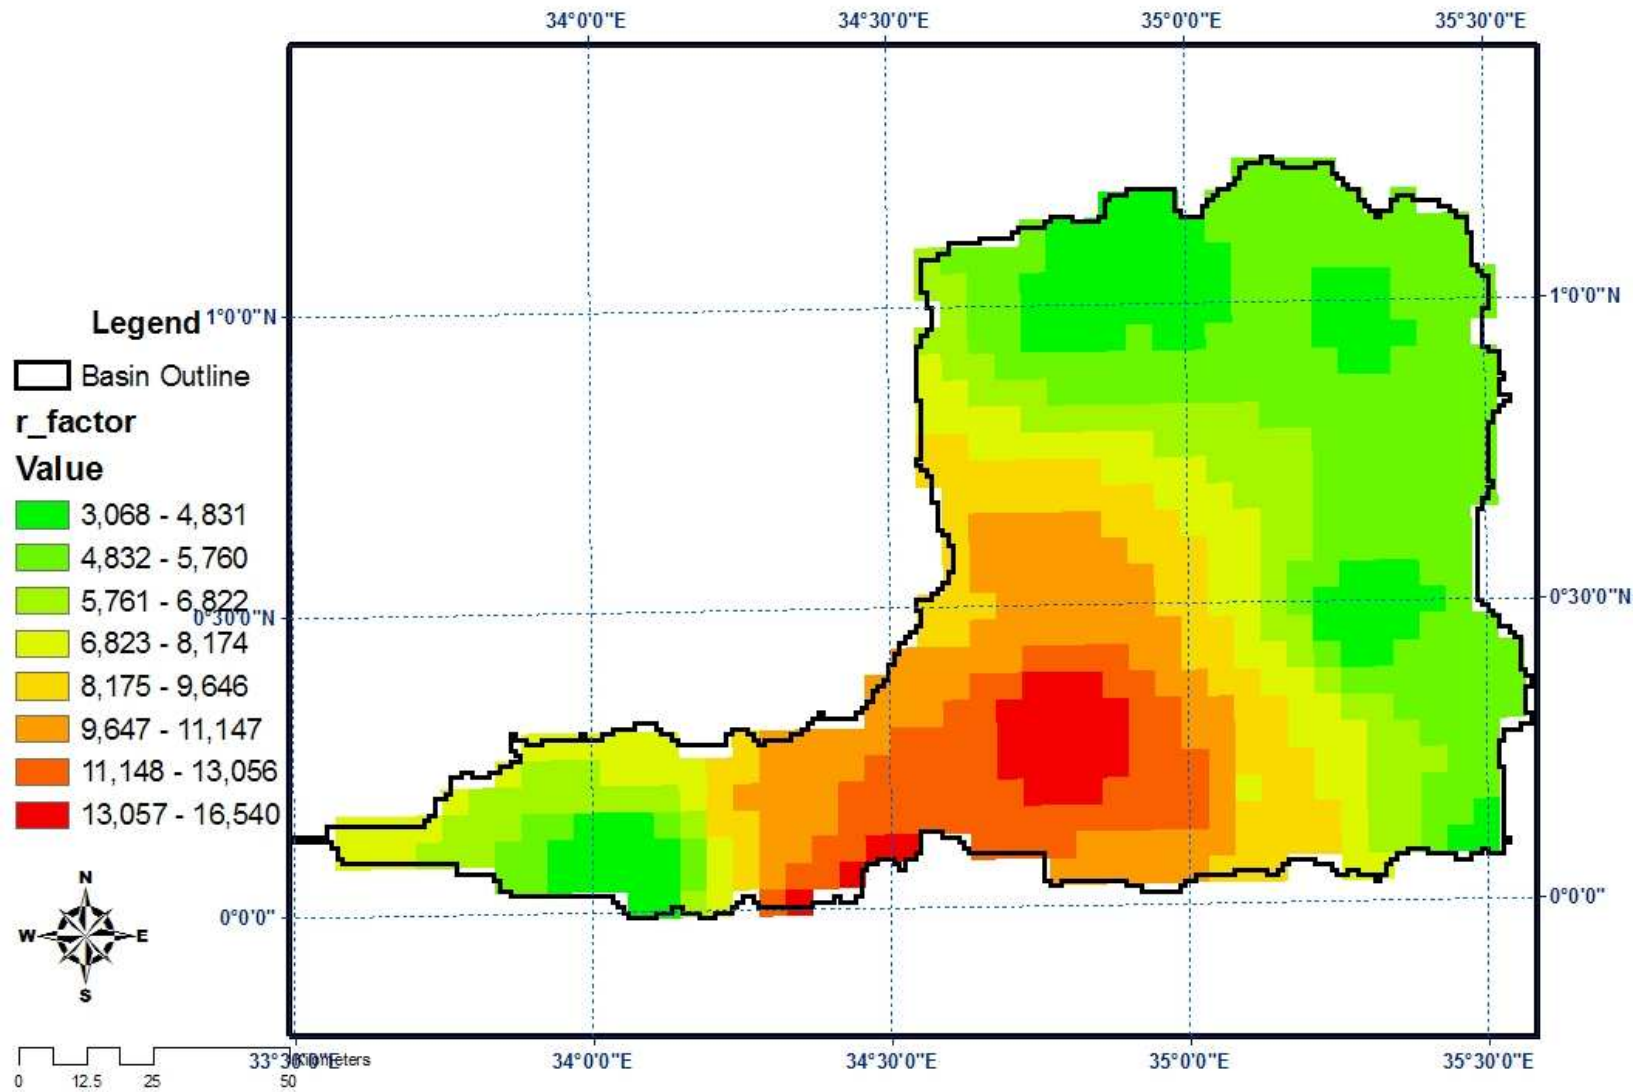 34°0'0"E 34°30'0"E 35°0'0"E 35°30'0"E
Legend
1°0'0"N
1°0'0"N
Basin Outline
r_factor
Value
3,068 - 4,831
4,832 - 5,760
5,761 - 6,822
0°30'0"N
0°30'0"N
6,823 - 8,174
8,175 - 9,646
9,647 - 11,147
11,148 - 13,056
13,057 - 16,540
N
W E
S
0°0'0"
0°0'0"
33°30'0"E 34°0'0"E 34°30'0"E 35°0'0"E 35°30'0"E
Kilometers
0 12.5 25 50